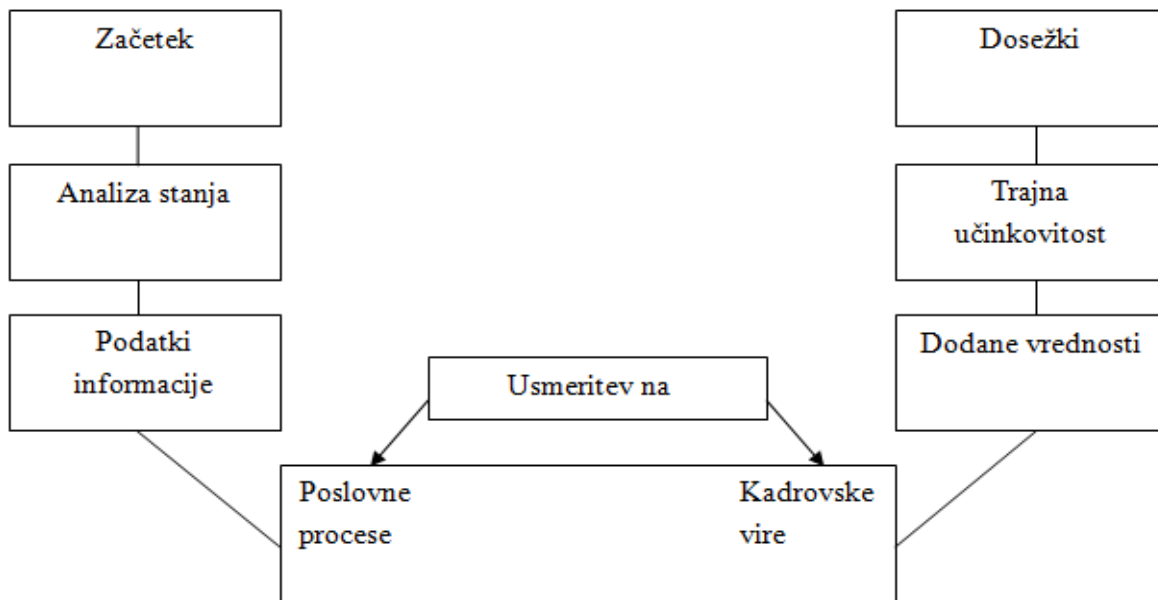 Začetek
Analiza stanja
Podatki
informacije
Usmeritev na
Poslovne
procese
Kadrovske
vire
Dosežki
Trajna
učinkovitost
Dodane vrednosti